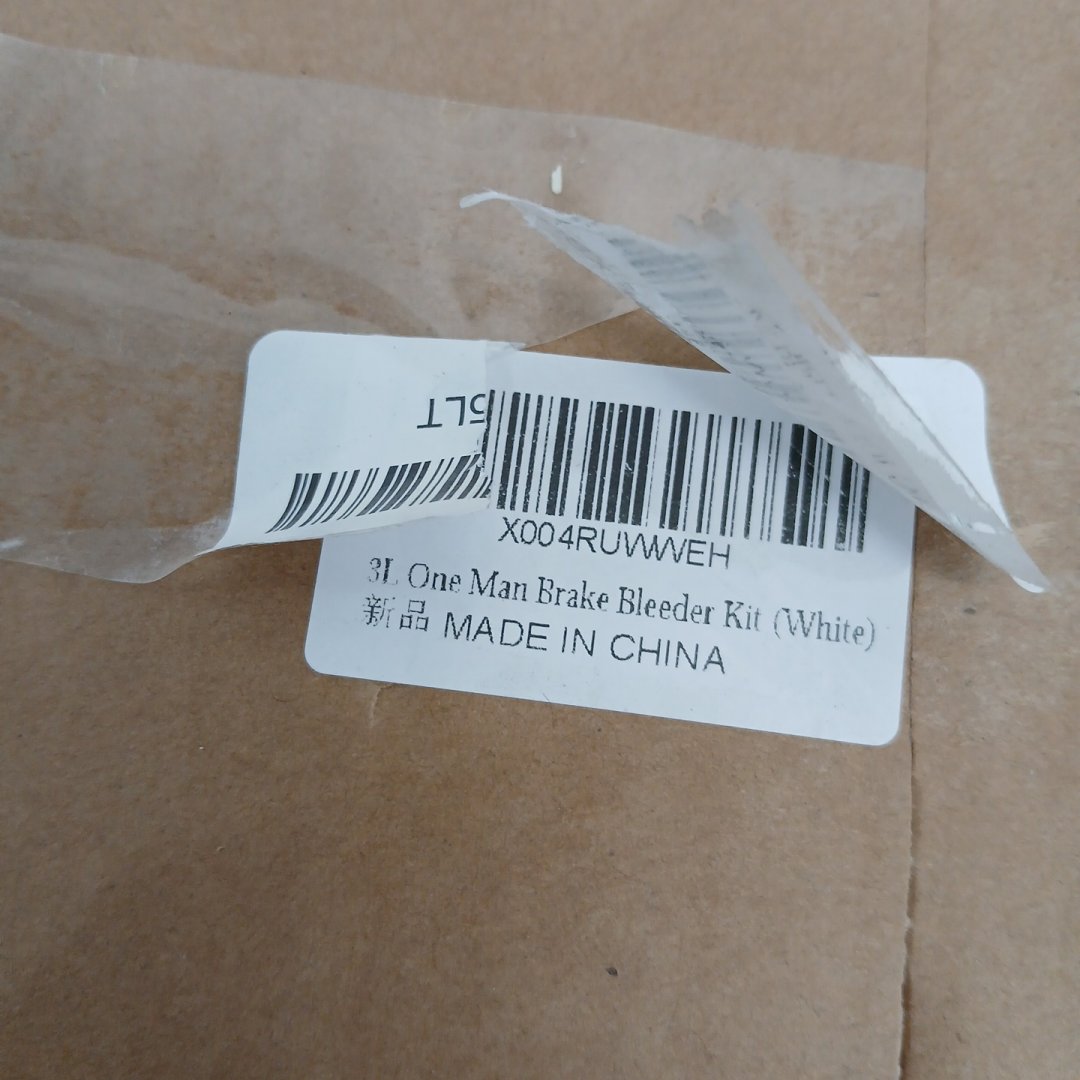 5LT
X004RUWWEH
3L One Man Brake Bleeder Kit (White)
新品 MADE IN CHINA